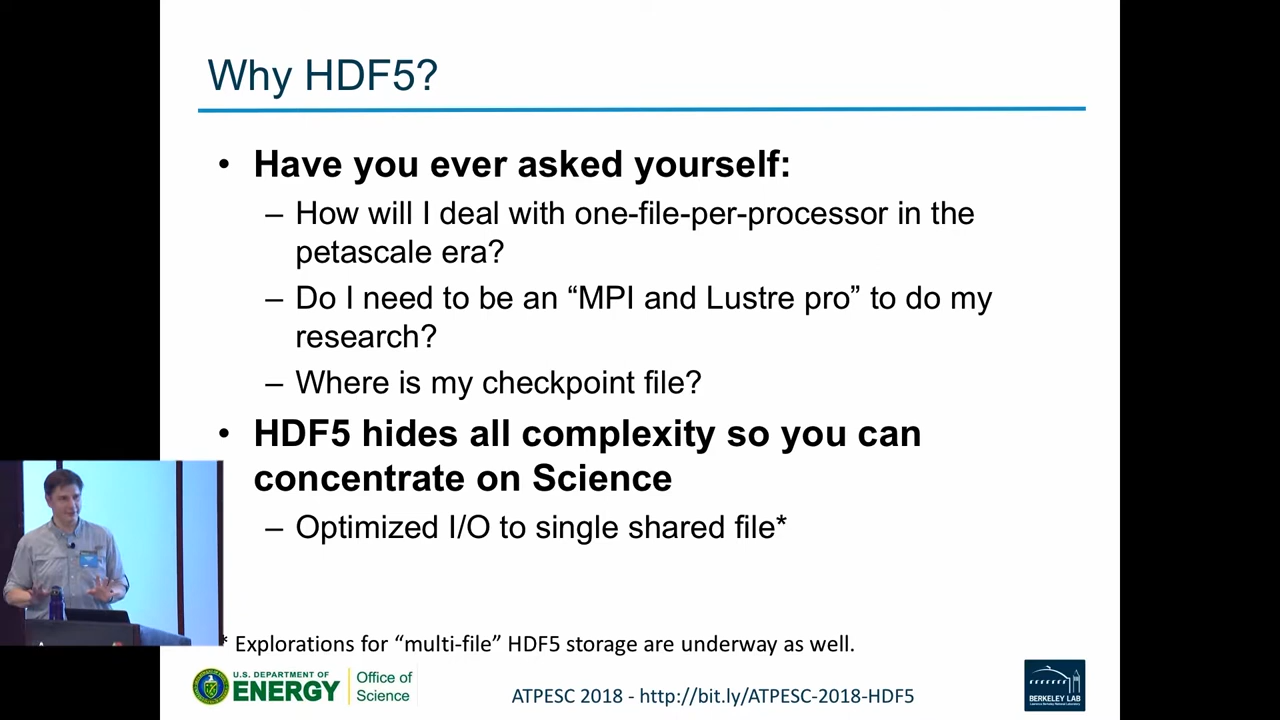 Why HDF5?
• Have you ever asked yourself:
– How will I deal with one-file-per-processor in the
petascale era?
– Do I need to be an “MPI and Lustre pro” to do my
research?
– Where is my checkpoint file?
• HDF5 hides all complexity so you can
concentrate on Science
– Optimized I/O to single shared file*
* Explorations for “multi-file” HDF5 storage are underway as well.
U.S. DEPARTMENT OF
ENERGY
Office of
Science
ATPESC 2018 - http://bit.ly/ATPESC-2018-HDF5
BERKELEY LAB